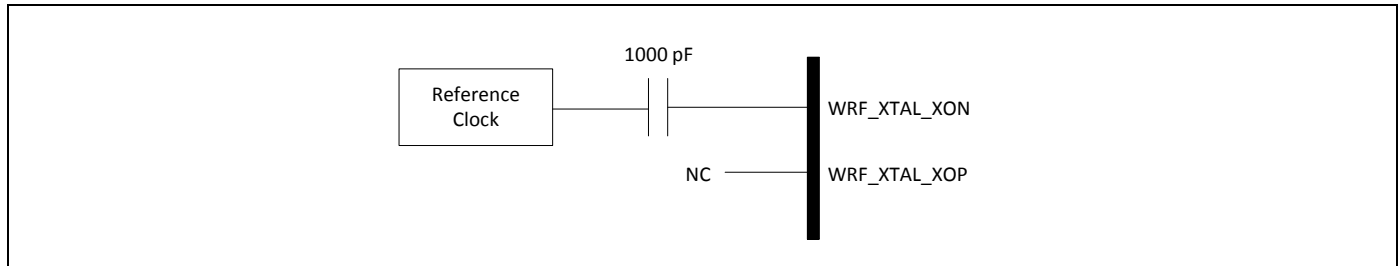 1000 pF
Reference
Clock
WRF_XTAL_XON
NC
WRF_XTAL_XOP